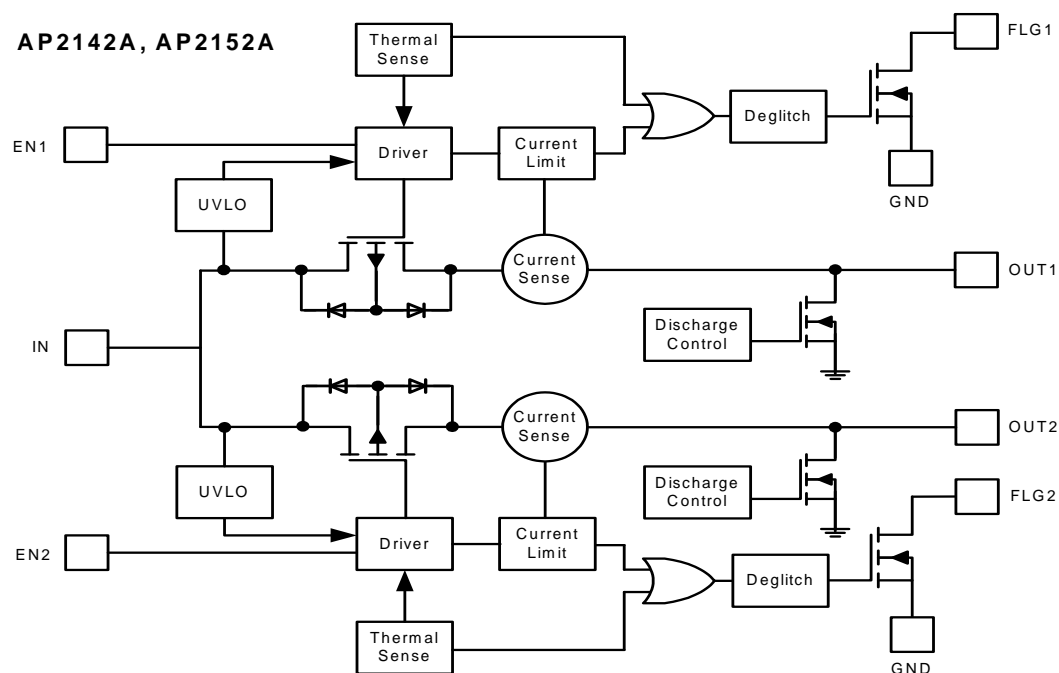 AP2142A, AP2152A
Thermal
Sense
FLG1
EN1
Driver
Current
Limit
Deglitch
UVLO
GND
Current
Sense
OUT1
IN
Discharge
Control
Current
Sense
OUT2
UVLO
Discharge
Control
FLG2
EN2
Driver
Current
Limit
Deglitch
Thermal
Sense
GND